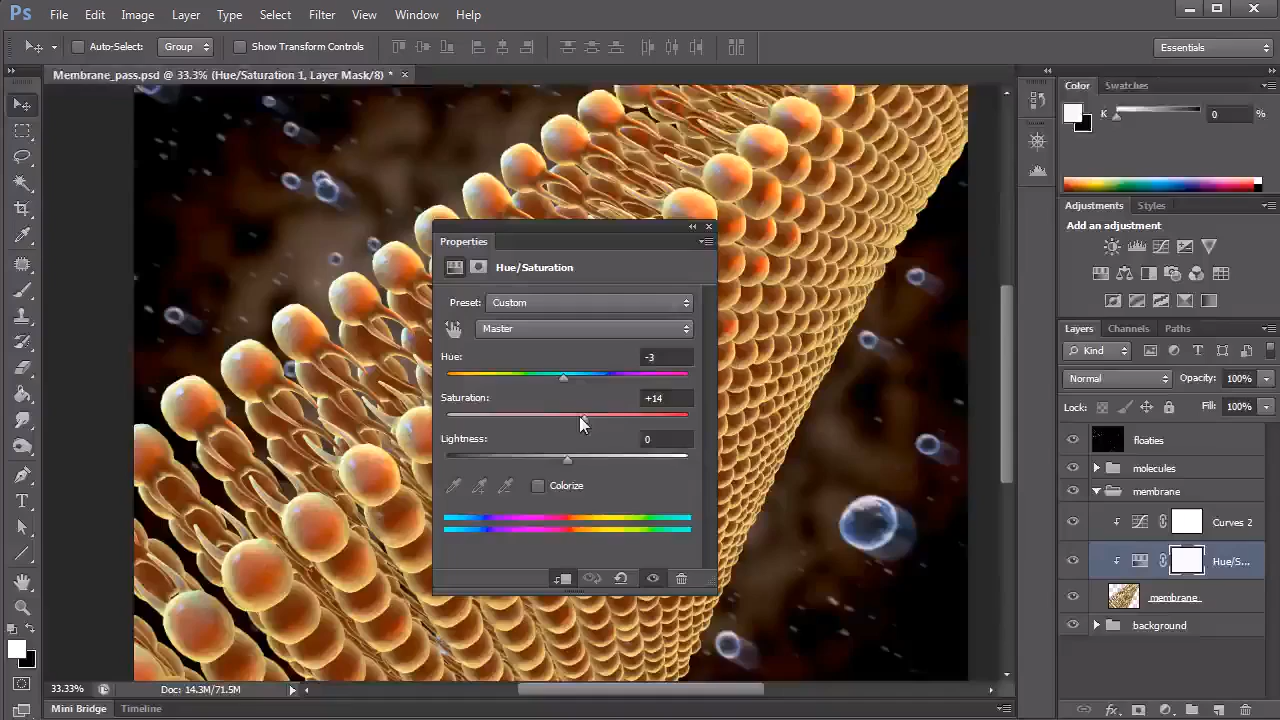 Ps File Edit Image Layer Type Select Filter View Window Help
Auto-Select: Group Show Transform Controls Essentials
Membrane_pass.psd @ 33.3% (Hue/Saturation 1, Layer Mask/8) * ×
Color Swatches
K 0 %
Adjustments Styles
Add an adjustment
Properties
Hue/Saturation
Preset: Custom
Master
Hue: -3
Saturation: +14
Lightness: 0
Colorize
Layers Channels Paths
Kind
Normal Opacity: 100%
Lock: Fill: 100%
floaties
molecules
membrane
Curves 2
Hue/S...
membrane
background
33.33% Doc: 14.3M/71.5M
Mini Bridge Timeline